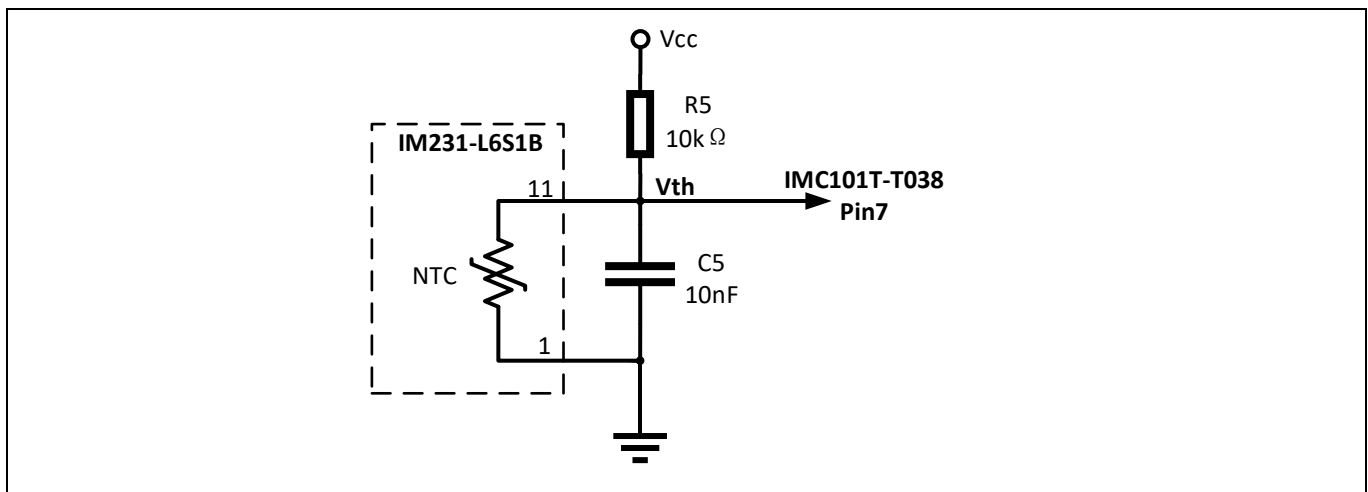 Vcc
R5
10k Ω
IM231-L6S1B
11
Vth
IMC101T-T038
Pin7
NTC
C5
10nF
1